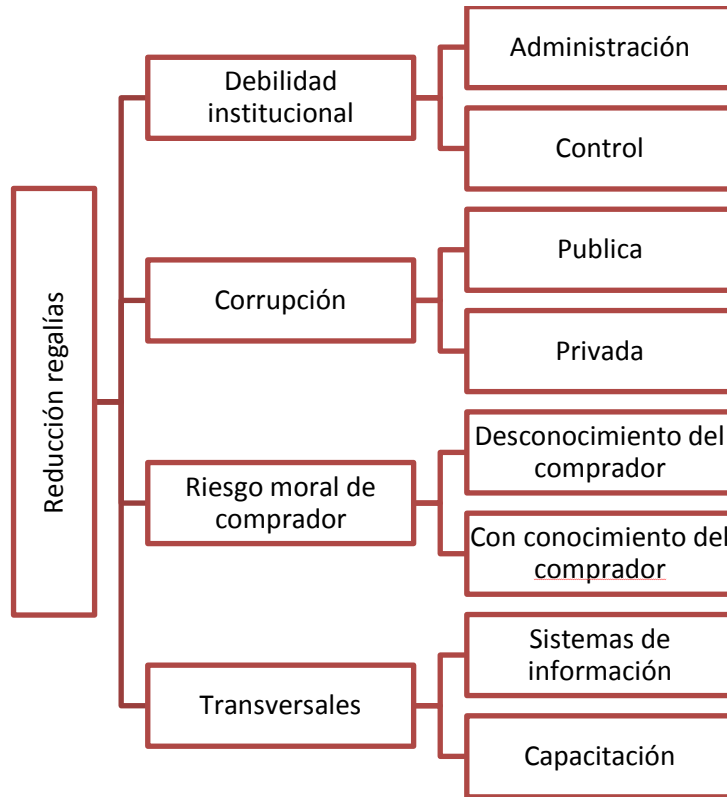 Reducción regalías
Debilidad
institucional
Administración
Control
Corrupción
Publica
Privada
Riesgo moral de
comprador
Desconocimiento del
comprador
Con conocimiento del
comprador
Transversales
Sistemas de
información
Capacitación